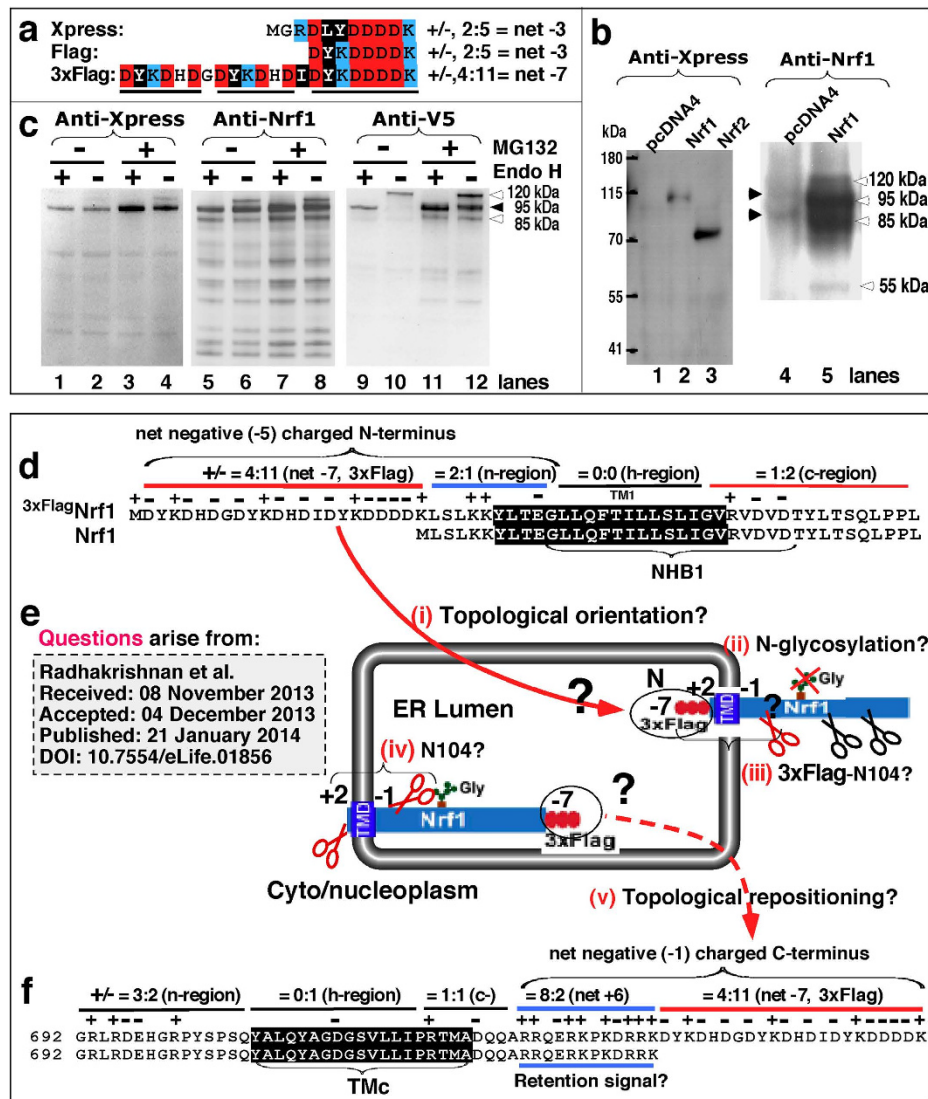 a
Xpress: MGRDLYDDDDK +/-, 2:5 = net -3
Flag: DYKDDDDK +/-, 2:5 = net -3
3xFlag: DYKDHDGDYKDHDIDYKDDDDK +/-,4:11= net -7
b
Anti-Xpress Anti-Nrf1
kDa pcDNA4 Nrf1 Nrf2 pcDNA4 Nrf1
180
115
70
55
41
120 kDa
95 kDa
85 kDa
55 kDa
1 2 3 4 5 lanes
c
Anti-Xpress Anti-Nrf1 Anti-V5
- + - + - + MG132
+ - + - + - + - + - + - Endo H
120 kDa
95 kDa
85 kDa
1 2 3 4 5 6 7 8 9 10 11 12 lanes
d
net negative (-5) charged N-terminus
+/- = 4:11 (net -7, 3xFlag) = 2:1 (n-region) = 0:0 (h-region) = 1:2 (c-region)
TM1
3xFlagNrf1 MDYKDHDGDYKDHDIDYKDDDDKLSLKKYLTEGLLQFTILLSLIGVRVDVDTYLTSQLPPL
Nrf1 MLSLKKYLTEGLLQFTILLSLIGVRVDVDTYLTSQLPPL
NHB1
e
Questions arise from:
Radhakrishnan et al.
Received: 08 November 2013
Accepted: 04 December 2013
Published: 21 January 2014
DOI: 10.7554/eLife.01856
(i) Topological orientation?
(ii) N-glycosylation?
ER Lumen
?
N
-7
3xFlag
+2
TMD
-1
?
Nrf1
Gly
(iii) 3xFlag-N104?
(iv) N104?
+2
TMD
-1
Gly
Nrf1
-7
3xFlag
?
Cyto/nucleoplasm
(v) Topological repositioning?
f
net negative (-1) charged C-terminus
+/- = 3:2 (n-region) = 0:1 (h-region) = 1:1 (c-) = 8:2 (net +6) = 4:11 (net -7, 3xFlag)
692 GRLRDEHGRPYSPSQYALQYAGDGSVLLIPRTMADQQARRQERKPKDRRKDYKDHDGDYKDHDIDYKDDDDK
692 GRLRDEHGRPYSPSQYALQYAGDGSVLLIPRTMADQQARRQERKPKDRRK
TMc
Retention signal?